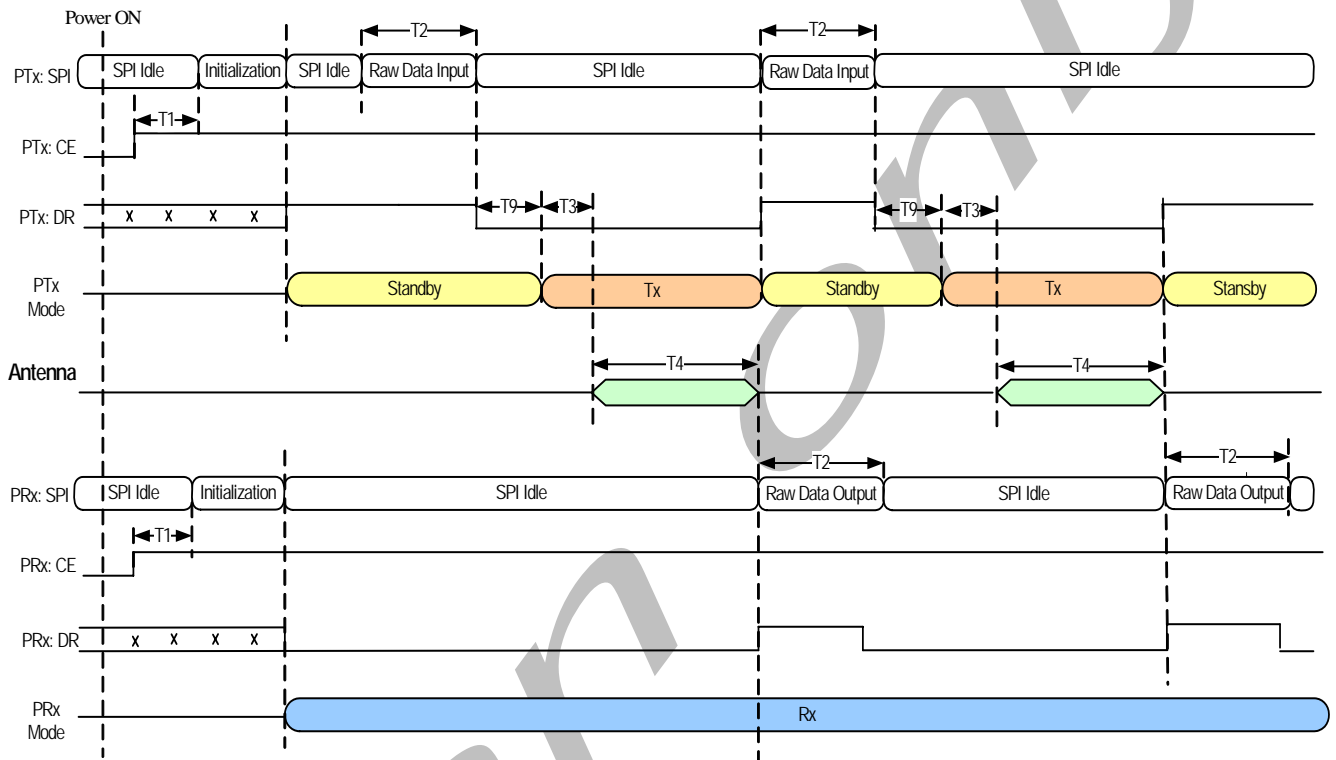 Power ON
T2 T2
PTx: SPI SPI Idle Initialization SPI Idle Raw Data Input SPI Idle Raw Data Input SPI Idle
T1
PTx: CE
PTx: DR x x x x T9 T3 T9 T3
PTx Mode Standby Tx Standby Tx Stansby
T4 T4
Antenna
T2 T2
PRx: SPI SPI Idle Initialization SPI Idle Raw Data Output SPI Idle Raw Data Output
T1
PRx: CE
PRx: DR x x x x
PRx Mode Rx